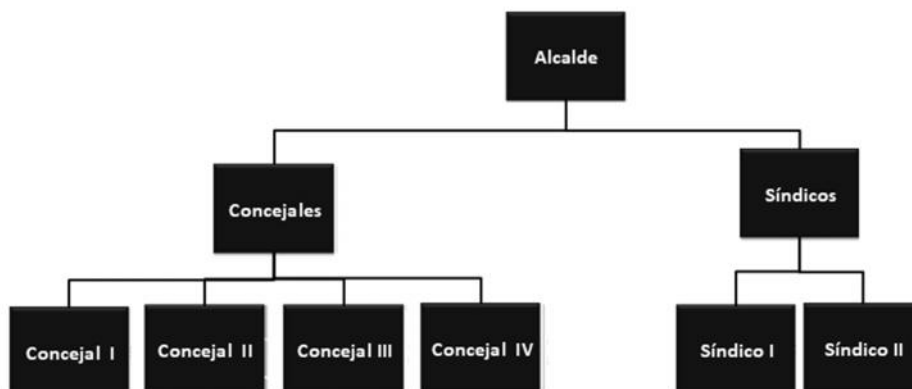 Alcalde
Concejales
Síndicos
Concejal I
Concejal II
Concejal III
Concejal IV
Síndico I
Síndico II